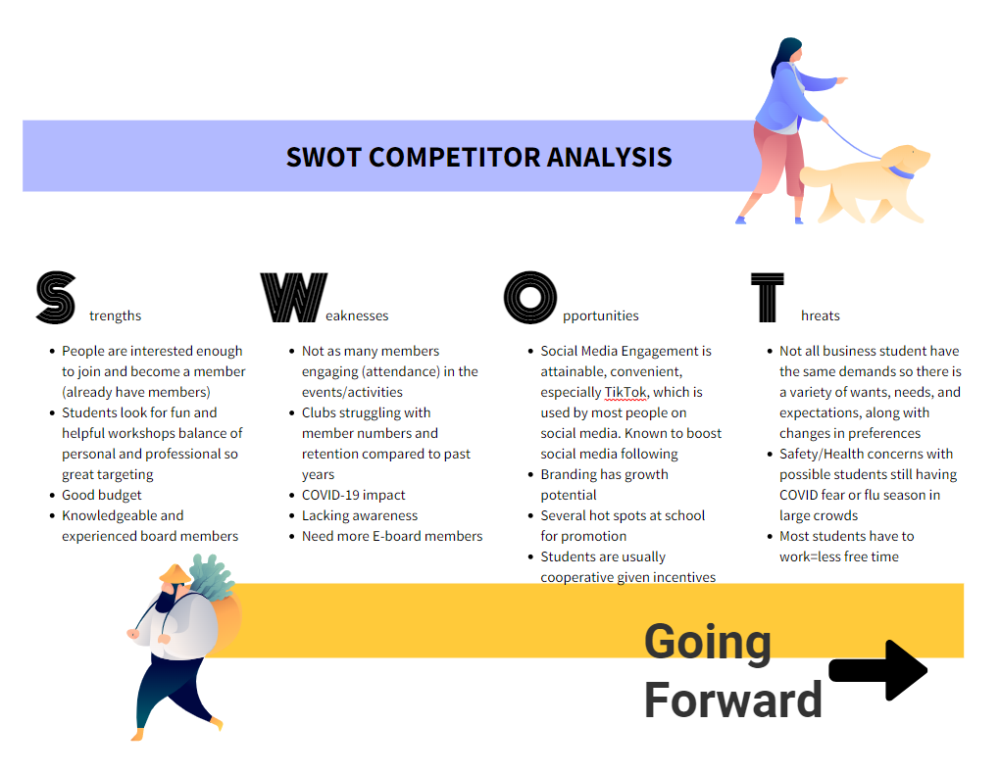 SWOT COMPETITOR ANALYSIS
Strengths
• People are interested enough
to join and become a member
(already have members)
• Students look for fun and
helpful workshops balance of
personal and professional so
great targeting
• Good budget
• Knowledgeable and
experienced board members
Weaknesses
• Not as many members
engaging (attendance) in the
events/activities
• Clubs struggling with
member numbers and
retention compared to past
years
• COVID-19 impact
• Lacking awareness
• Need more E-board members
Opportunities
• Social Media Engagement is
attainable, convenient,
especially TikTok, which is
used by most people on
social media. Known to boost
social media following
• Branding has growth
potential
• Several hot spots at school
for promotion
• Students are usually
cooperative given incentives
Threats
• Not all business student have
the same demands so there is
a variety of wants, needs, and
expectations, along with
changes in preferences
• Safety/Health concerns with
possible students still having
COVID fear or flu season in
large crowds
• Most students have to
work=less free time
Going
Forward